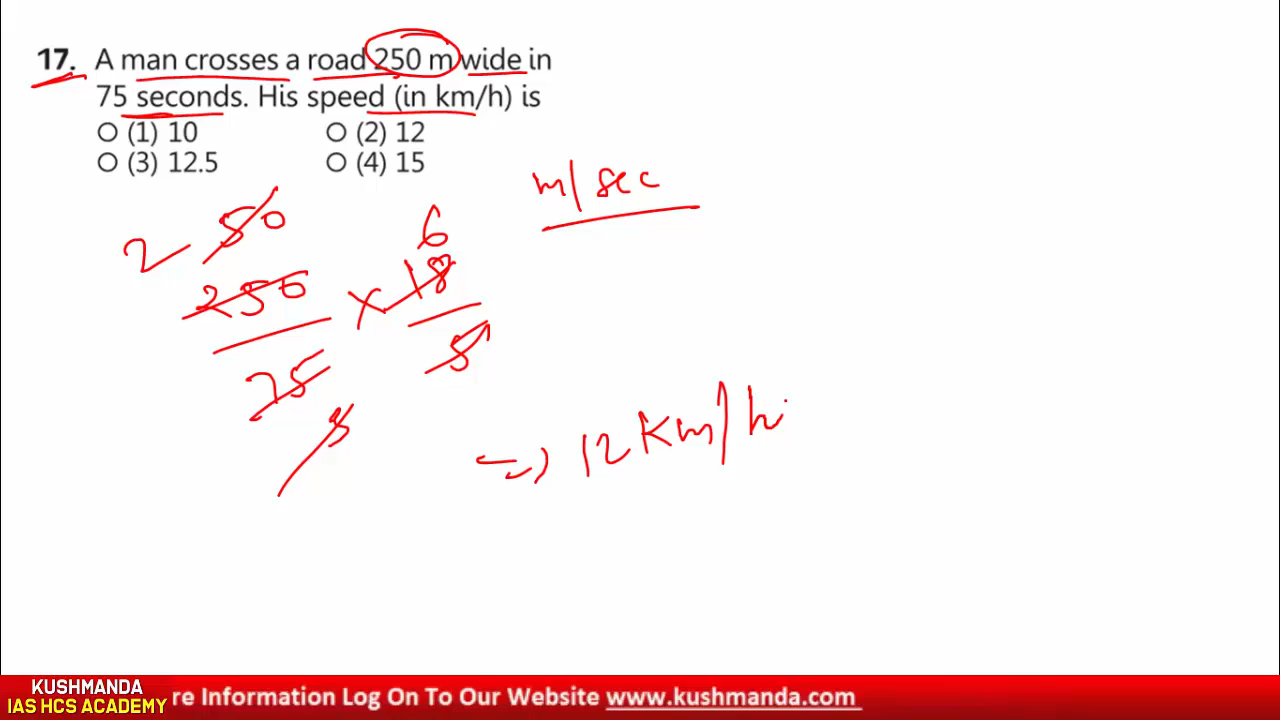 17. A man crosses a road 250 m wide in
75 seconds. His speed (in km/h) is
(1) 10 (2) 12
(3) 12.5 (4) 15
m/sec
2 50 6
250 × 18
75 5
3
⇒ 12 Km/h
KUSHMANDA
IAS HCS ACADEMY
re Information Log On To Our Website www.kushmanda.com